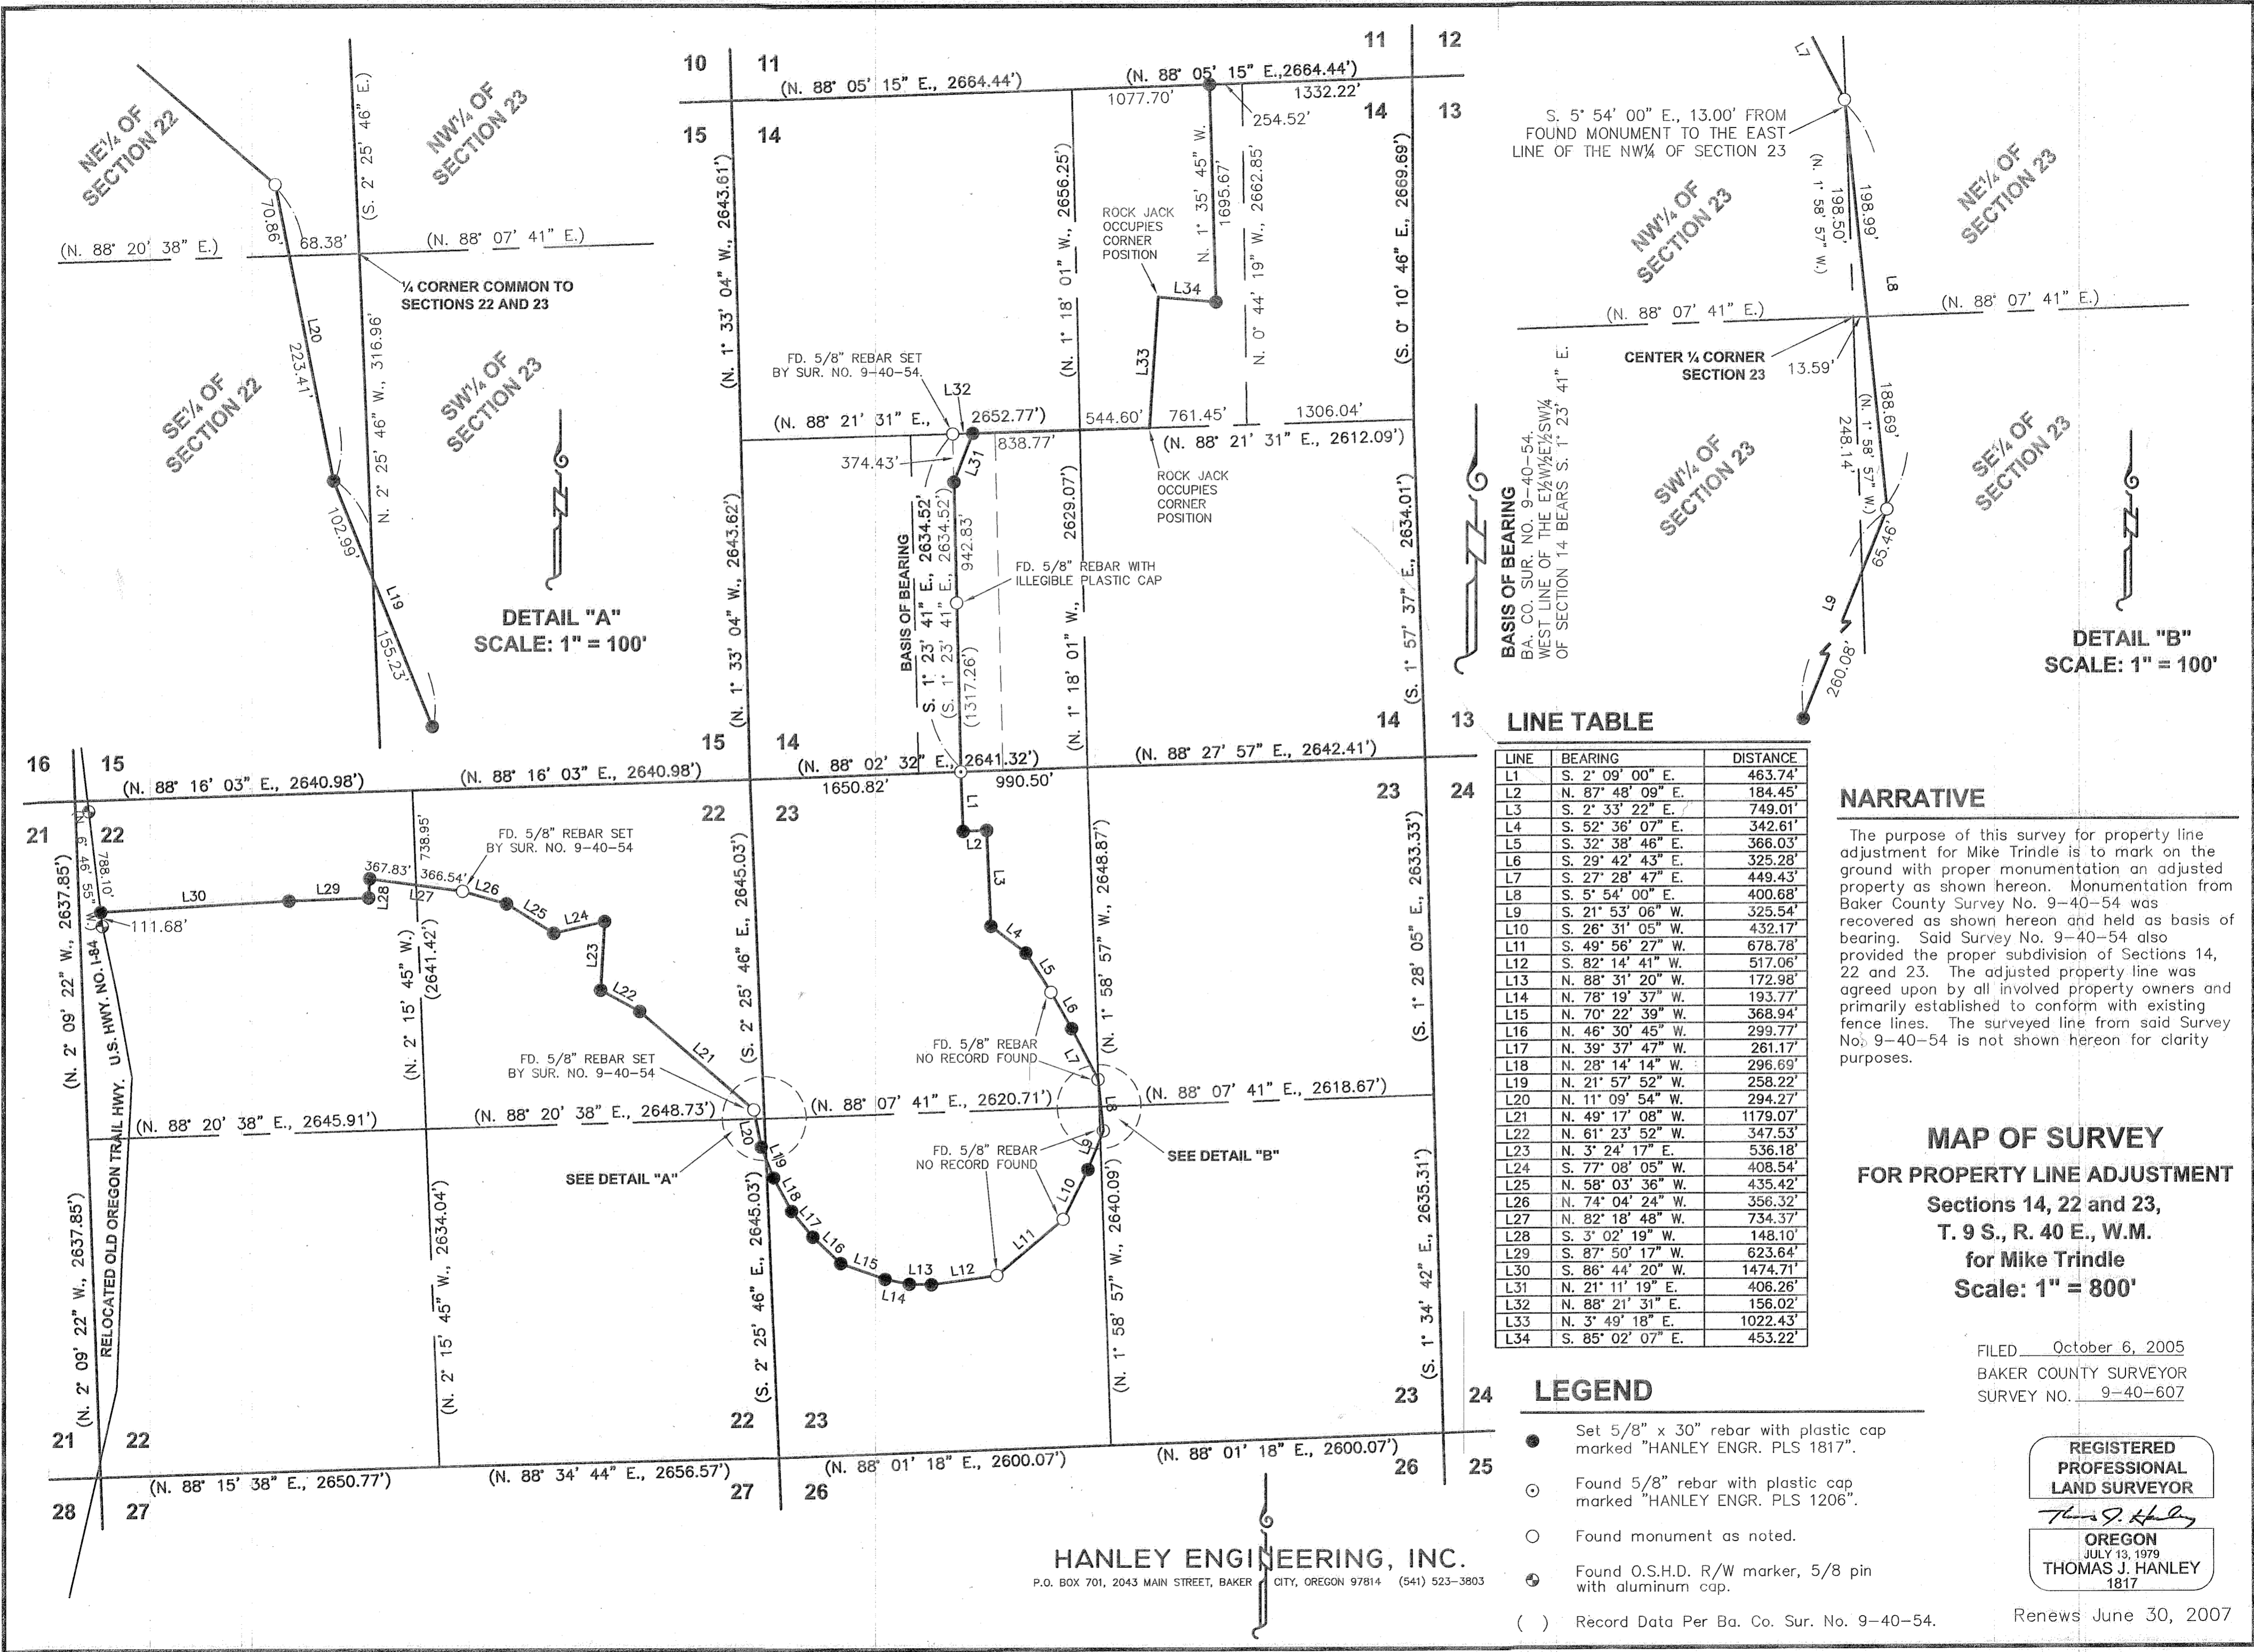 NE¼ OF
SECTION 22
NW¼ OF
SECTION 23
(S. 2° 25' 46" E.)
70.86'
68.38'
(N. 88° 20' 38" E.)
(N. 88° 07' 41" E.)
¼ CORNER COMMON TO
SECTIONS 22 AND 23
L20
223.41'
N. 2° 25' 46" W., 316.96'
SE¼ OF
SECTION 22
SW¼ OF
SECTION 23
102.99'
L19
155.23'
DETAIL "A"
SCALE: 1" = 100'
10
11
15
14
(N. 88° 05' 15" E., 2664.44')
(N. 88° 05' 15" E.,2664.44')
11
12
14
13
1077.70'
1332.22'
254.52'
(N. 1° 33' 04" W., 2643.61')
(N. 1° 18' 01" W., 2656.25')
N. 1° 35' 45" W.
1695.67'
N. 0° 44' 19" W., 2662.85'
(S. 0° 10' 46" E., 2669.69')
ROCK JACK
OCCUPIES
CORNER
POSITION
L34
L33
FD. 5/8" REBAR SET
BY SUR. NO. 9-40-54.
L32
(N. 88° 21' 31" E.,
2652.77')
544.60'
761.45'
1306.04'
(N. 88° 21' 31" E., 2612.09')
838.77'
374.43'
L31
ROCK JACK
OCCUPIES
CORNER
POSITION
(N. 1° 33' 04" W., 2643.62')
BASIS OF BEARING
S. 1° 23' 41" E., 2634.52'
(S. 1° 23' 41" E., 2634.52')
942.83'
(1317.26')
FD. 5/8" REBAR WITH
ILLEGIBLE PLASTIC CAP
(N. 1° 18' 01" W., 2629.07')
(S. 1° 57' 37" E., 2634.01')
BASIS OF BEARING
BA. CO. SUR. NO. 9-40-54.
WEST LINE OF THE E½W½E½SW¼
OF SECTION 14 BEARS S. 1° 23' 41" E.
L7
S. 5° 54' 00" E., 13.00' FROM
FOUND MONUMENT TO THE EAST
LINE OF THE NW¼ OF SECTION 23
(N. 1° 58' 57" W.)
198.50'
198.99'
NW¼ OF
SECTION 23
NE¼ OF
SECTION 23
L8
(N. 88° 07' 41" E.)
(N. 88° 07' 41" E.)
CENTER ¼ CORNER
SECTION 23
13.59'
188.69'
(N. 1° 58' 57" W.)
248.14'
SW¼ OF
SECTION 23
SE¼ OF
SECTION 23
65.46'
L9
260.08'
DETAIL "B"
SCALE: 1" = 100'
16
15
21
22
(N. 88° 16' 03" E., 2640.98')
(N. 88° 16' 03" E., 2640.98')
15
14
22
23
(N. 88° 02' 32" E., 2641.32')
1650.82'
990.50'
(N. 88° 27' 57" E., 2642.41')
14
13
23
24
(N. 6° 46' 55" W.)
788.10'
111.68'
L30
L29
L28
367.83'
366.54'
L27
738.95'
FD. 5/8" REBAR SET
BY SUR. NO. 9-40-54
L26
L25
L24
L23
L22
L21
(N. 2° 09' 22" W., 2637.85')
U.S. HWY. NO. I-84
RELOCATED OLD OREGON TRAIL HWY.
(N. 2° 15' 45" W.)
(2641.42')
(S. 2° 25' 46" E., 2645.03')
L1
L2
L3
L4
L5
L6
L7
FD. 5/8" REBAR
NO RECORD FOUND
(N. 1° 58' 57" W., 2648.87')
(S. 1° 28' 05" E., 2633.33')
FD. 5/8" REBAR SET
BY SUR. NO. 9-40-54
(N. 88° 20' 38" E., 2645.91')
(N. 88° 20' 38" E., 2648.73')
(N. 88° 07' 41" E., 2620.71')
(N. 88° 07' 41" E., 2618.67')
L8
L20
L19
L9
SEE DETAIL "A"
SEE DETAIL "B"
FD. 5/8" REBAR
NO RECORD FOUND
L18
L17
L16
L15
L14
L13
L12
L11
L10
(N. 2° 09' 22" W., 2637.85')
(N. 2° 15' 45" W., 2634.04')
(S. 2° 25' 46" E., 2645.03')
(N. 1° 58' 57" W., 2640.09')
(S. 1° 34' 42" E., 2635.31')
21
22
28
27
(N. 88° 15' 38" E., 2650.77')
(N. 88° 34' 44" E., 2656.57')
22
23
27
26
(N. 88° 01' 18" E., 2600.07')
(N. 88° 01' 18" E., 2600.07')
23
24
26
25
LINE TABLE
LINE BEARING DISTANCE
L1 S. 2° 09' 00" E. 463.74'
L2 N. 87° 48' 09" E. 184.45'
L3 S. 2° 33' 22" E. 749.01'
L4 S. 52° 36' 07" E. 342.61'
L5 S. 32° 38' 46" E. 366.03'
L6 S. 29° 42' 43" E. 325.28'
L7 S. 27° 28' 47" E. 449.43'
L8 S. 5° 54' 00" E. 400.68'
L9 S. 21° 53' 06" W. 325.54'
L10 S. 26° 31' 05" W. 432.17'
L11 S. 49° 56' 27" W. 678.78'
L12 S. 82° 14' 41" W. 517.06'
L13 N. 88° 31' 20" W. 172.98'
L14 N. 78° 19' 37" W. 193.77'
L15 N. 70° 22' 39" W. 368.94'
L16 N. 46° 30' 45" W. 299.77'
L17 N. 39° 37' 47" W. 261.17'
L18 N. 28° 14' 14" W. 296.69'
L19 N. 21° 57' 52" W. 258.22'
L20 N. 11° 09' 54" W. 294.27'
L21 N. 49° 17' 08" W. 1179.07'
L22 N. 61° 23' 52" W. 347.53'
L23 N. 3° 24' 17" E. 536.18'
L24 S. 77° 08' 05" W. 408.54'
L25 N. 58° 03' 36" W. 435.42'
L26 N. 74° 04' 24" W. 356.32'
L27 N. 82° 18' 48" W. 734.37'
L28 S. 3° 02' 19" W. 148.10'
L29 S. 87° 50' 17" W. 623.64'
L30 S. 86° 44' 20" W. 1474.71'
L31 N. 21° 11' 19" E. 406.26'
L32 N. 88° 21' 31" E. 156.02'
L33 N. 3° 49' 18" E. 1022.43'
L34 S. 85° 02' 07" E. 453.22'
NARRATIVE
The purpose of this survey for property line
adjustment for Mike Trindle is to mark on the
ground with proper monumentation an adjusted
property as shown hereon. Monumentation from
Baker County Survey No. 9-40-54 was
recovered as shown hereon and held as basis of
bearing. Said Survey No. 9-40-54 also
provided the proper subdivision of Sections 14,
22 and 23. The adjusted property line was
agreed upon by all involved property owners and
primarily established to conform with existing
fence lines. The surveyed line from said Survey
No. 9-40-54 is not shown hereon for clarity
purposes.
MAP OF SURVEY
FOR PROPERTY LINE ADJUSTMENT
Sections 14, 22 and 23,
T. 9 S., R. 40 E., W.M.
for Mike Trindle
Scale: 1" = 800'
FILED October 6, 2005
BAKER COUNTY SURVEYOR
SURVEY NO. 9-40-607
LEGEND
Set 5/8" x 30" rebar with plastic cap
marked "HANLEY ENGR. PLS 1817".
Found 5/8" rebar with plastic cap
marked "HANLEY ENGR. PLS 1206".
Found monument as noted.
Found O.S.H.D. R/W marker, 5/8 pin
with aluminum cap.
( ) Record Data Per Ba. Co. Sur. No. 9-40-54.
REGISTERED
PROFESSIONAL
LAND SURVEYOR
Thomas J. Hanley
OREGON
JULY 13, 1979
THOMAS J. HANLEY
1817
Renews June 30, 2007
HANLEY ENGINEERING, INC.
P.O. BOX 701, 2043 MAIN STREET, BAKER CITY, OREGON 97814 (541) 523-3803